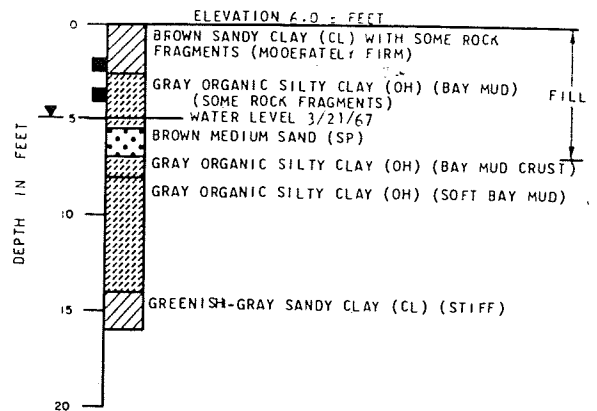 ELEVATION 6.0 ± FEET
0
BROWN SANDY CLAY (CL) WITH SOME ROCK
FRAGMENTS (MODERATELY FIRM)
GRAY ORGANIC SILTY CLAY (OH) (BAY MUD)
(SOME ROCK FRAGMENTS)
FILL
WATER LEVEL 3/21/67
5
BROWN MEDIUM SAND (SP)
GRAY ORGANIC SILTY CLAY (OH) (BAY MUD CRUST)
GRAY ORGANIC SILTY CLAY (OH) (SOFT BAY MUD)
10
DEPTH IN FEET
GREENISH-GRAY SANDY CLAY (CL) (STIFF)
15
20